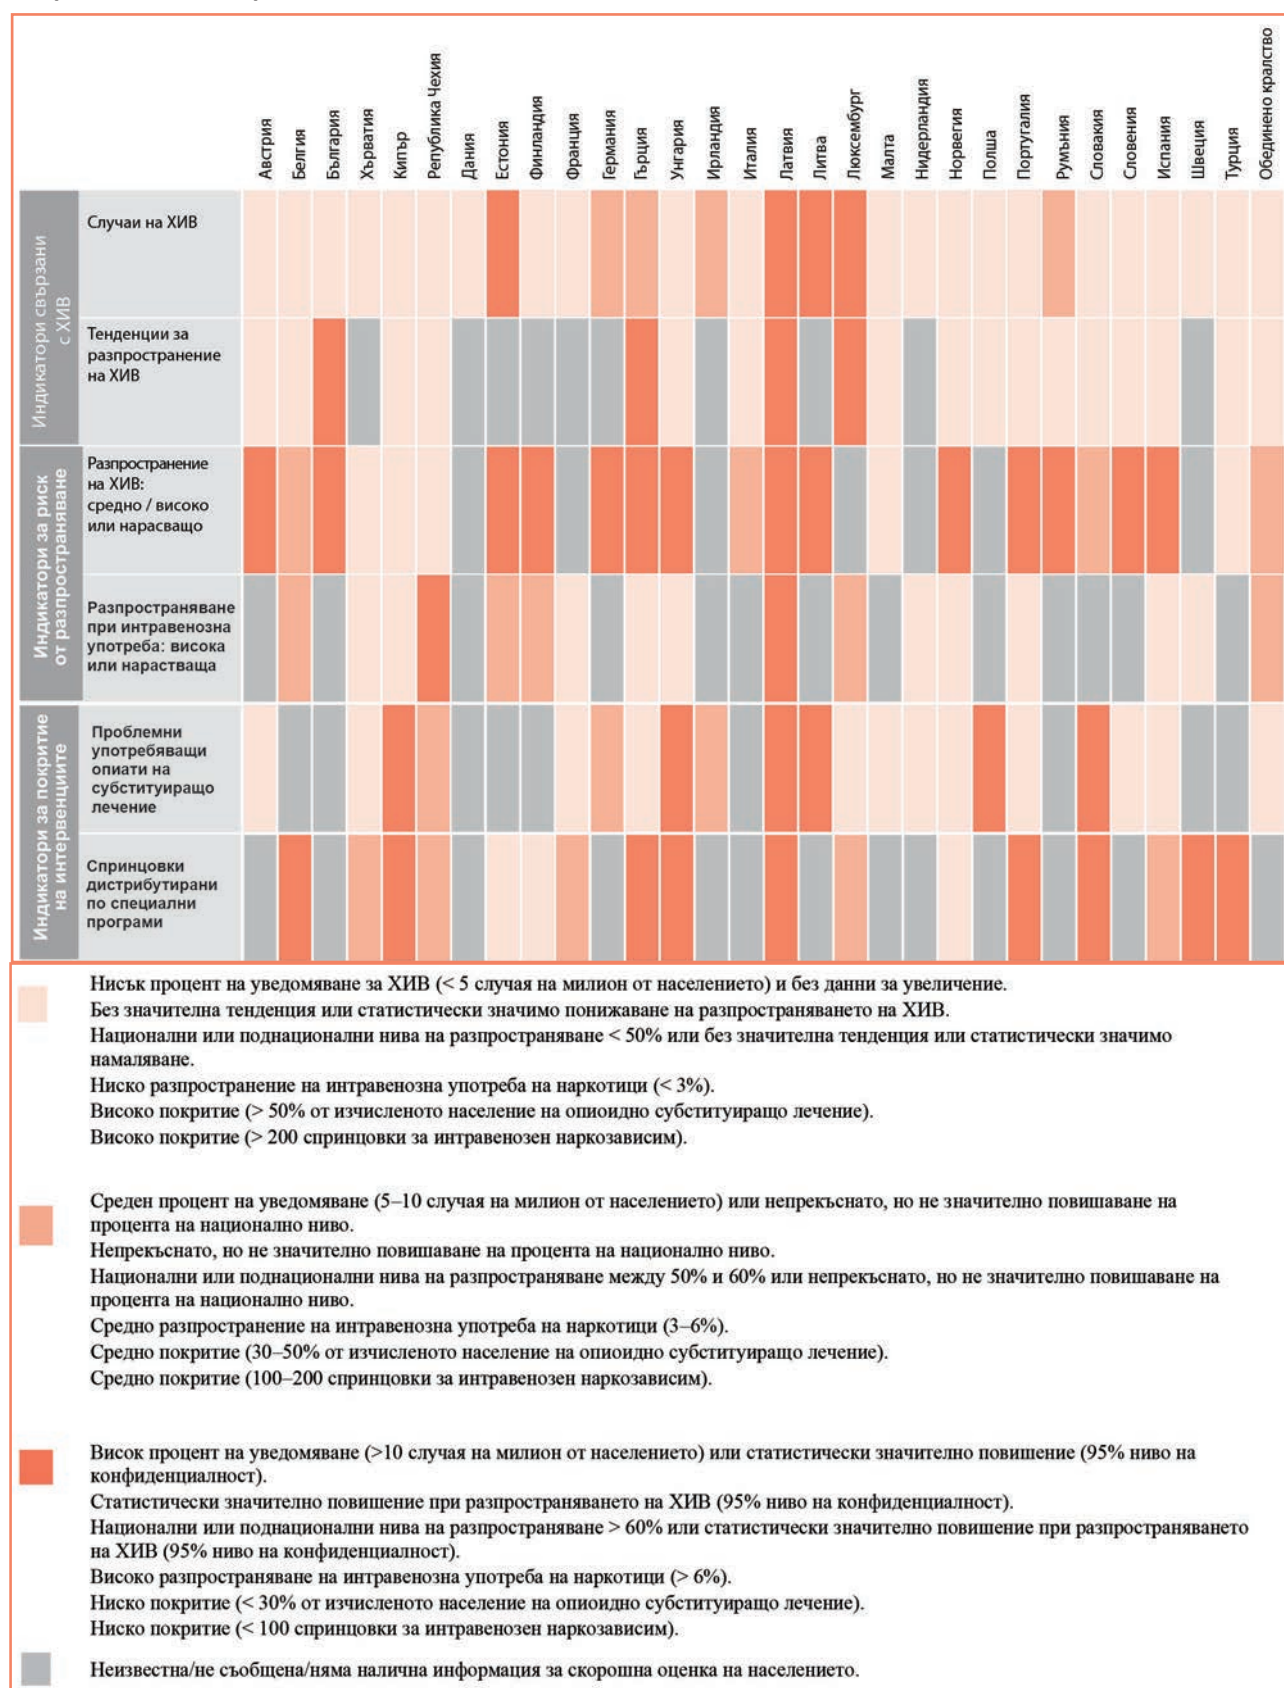 Австрия
Белгия
България
Хърватия
Кипър
Република Чехия
Дания
Естония
Финландия
Франция
Германия
Гърция
Унгария
Ирландия
Италия
Латвия
Литва
Люксембург
Малта
Нидерландия
Норвегия
Полша
Португалия
Румъния
Словакия
Словения
Испания
Швеция
Турция
Обединено кралство
Индикатори свързани
с ХИВ
Случаи на ХИВ
Тенденции за
разпространение
на ХИВ
Индикатори за риск
от разпространяване
Разпространение
на ХИВ:
средно / високо
или нарасващо
Разпространяване
при интравенозна
употреба: висока
или нарастваща
Индикатори за покритие
на интервенциите
Проблемни
употребяващи
опиати на
субституиращо
лечение
Спринцовки
дистрибутирани
по специални
програми
Нисък процент на уведомяване за ХИВ (< 5 случая на милион от населението) и без данни за увеличение.
Без значителна тенденция или статистически значимо понижаване на разпространяването на ХИВ.
Национални или поднационални нива на разпространяване < 50% или без значителна тенденция или статистически значимо
намаляване.
Ниско разпространение на интравенозна употреба на наркотици (< 3%).
Високо покритие (> 50% от изчисленото население на опиоидно субституиращо лечение).
Високо покритие (> 200 спринцовки за интравенозен наркозависим).
Среден процент на уведомяване (5–10 случая на милион от населението) или непрекъснато, но не значително повишаване на
процента на национално ниво.
Непрекъснато, но не значително повишаване на процента на национално ниво.
Национални или поднационални нива на разпространяване между 50% и 60% или непрекъснато, но не значително повишаване на
процента на национално ниво.
Средно разпространение на интравенозна употреба на наркотици (3–6%).
Средно покритие (30–50% от изчисленото население на опиоидно субституиращо лечение).
Средно покритие (100–200 спринцовки за интравенозен наркозависим).
Висок процент на уведомяване (>10 случая на милион от населението) или статистически значително повишение (95% ниво на
конфиденциалност).
Статистически значително повишение при разпространяването на ХИВ (95% ниво на конфиденциалност).
Национални или поднационални нива на разпространяване > 60% или статистически значително повишение при разпространяването
на ХИВ (95% ниво на конфиденциалност).
Високо разпространяване на интравенозна употреба на наркотици (> 6%).
Ниско покритие (< 30% от изчисленото население на опиоидно субституиращо лечение).
Ниско покритие (< 100 спринцовки за интравенозен наркозависим).
Неизвестна/не съобщена/няма налична информация за скорошна оценка на населението.